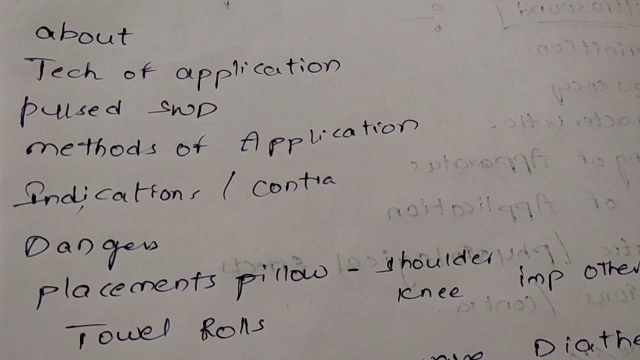 about
Tech of application
pulsed SWD
methods of Application
Indications / contra
Dangers
placements pillow - shoulder imp other
knee
Towel Rolls
Diathe